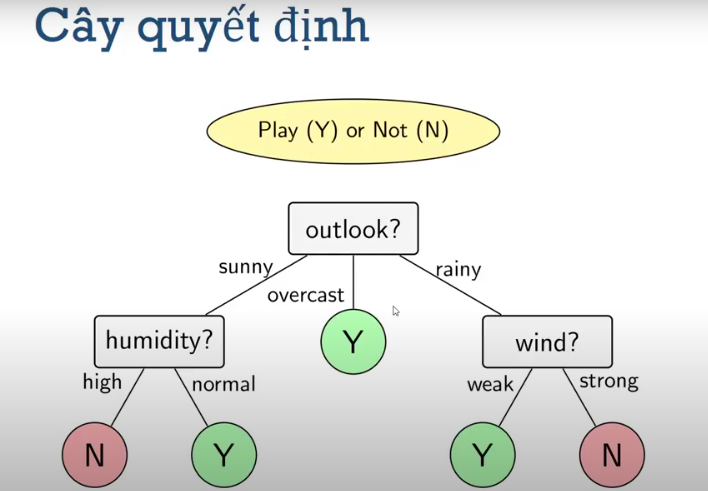 Cây quyết định
Play (Y) or Not (N)
outlook?
sunny
overcast
rainy
humidity?
Y
wind?
high
normal
weak
strong
N
Y
Y
N